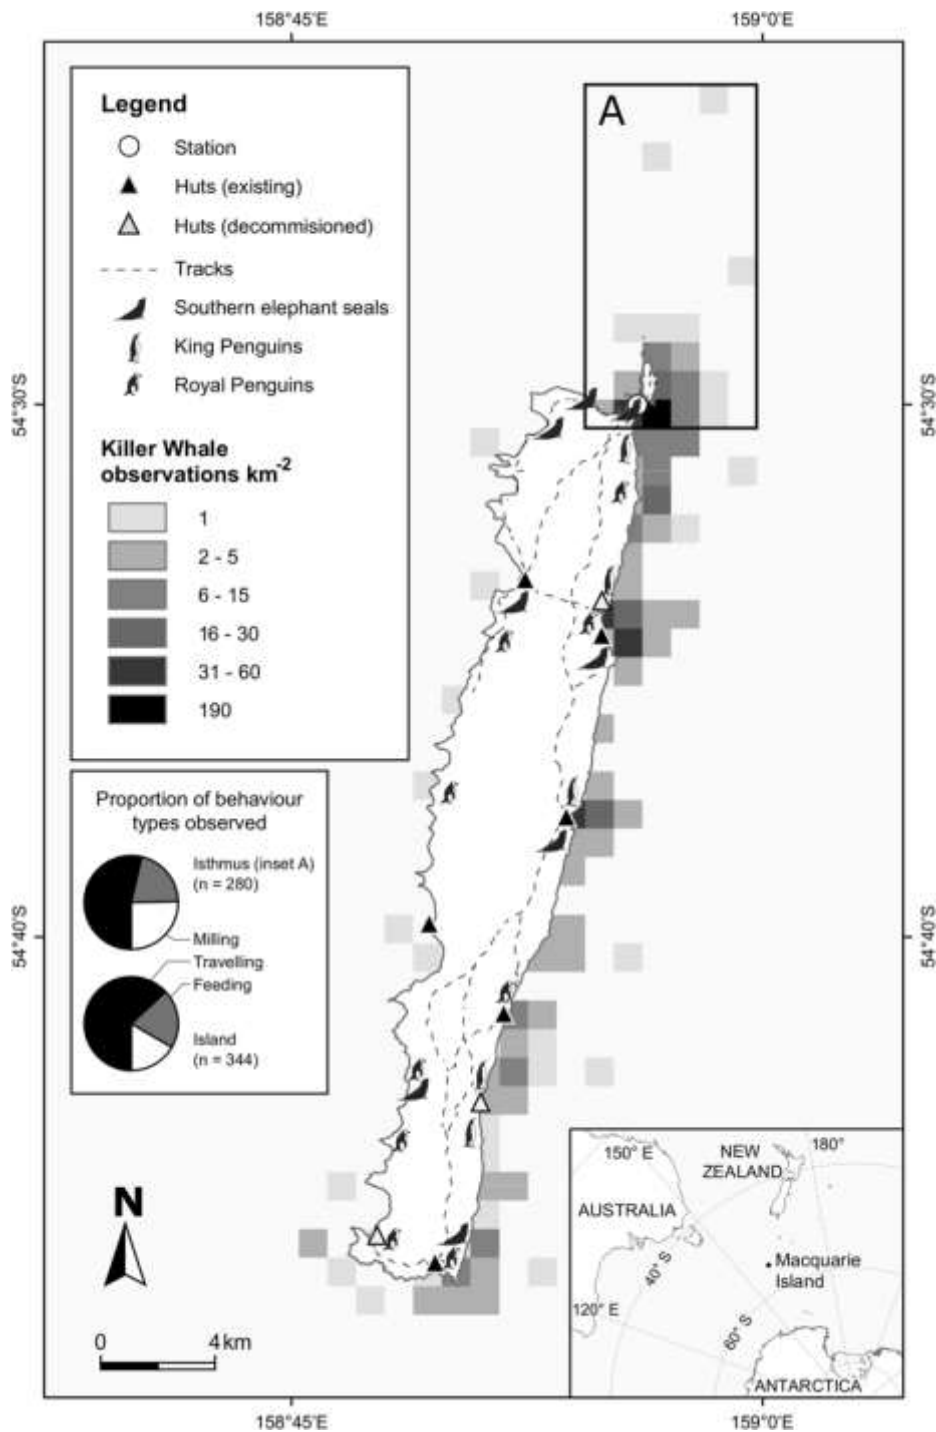 158°45'E
159°0'E
Legend
Station
Huts (existing)
Huts (decommisioned)
Tracks
Southern elephant seals
King Penguins
Royal Penguins
Killer Whale
observations km-2
1
2 - 5
6 - 15
16 - 30
31 - 60
190
A
54°30'S
54°30'S
Proportion of behaviour
types observed
Isthmus (inset A)
(n = 280)
Milling
Travelling
Feeding
Island
(n = 344)
54°40'S
54°40'S
N
0
4 km
150° E
NEW
ZEALAND
180°
AUSTRALIA
40° S
Macquarie
Island
120° E
60° S
ANTARCTICA
158°45'E
159°0'E